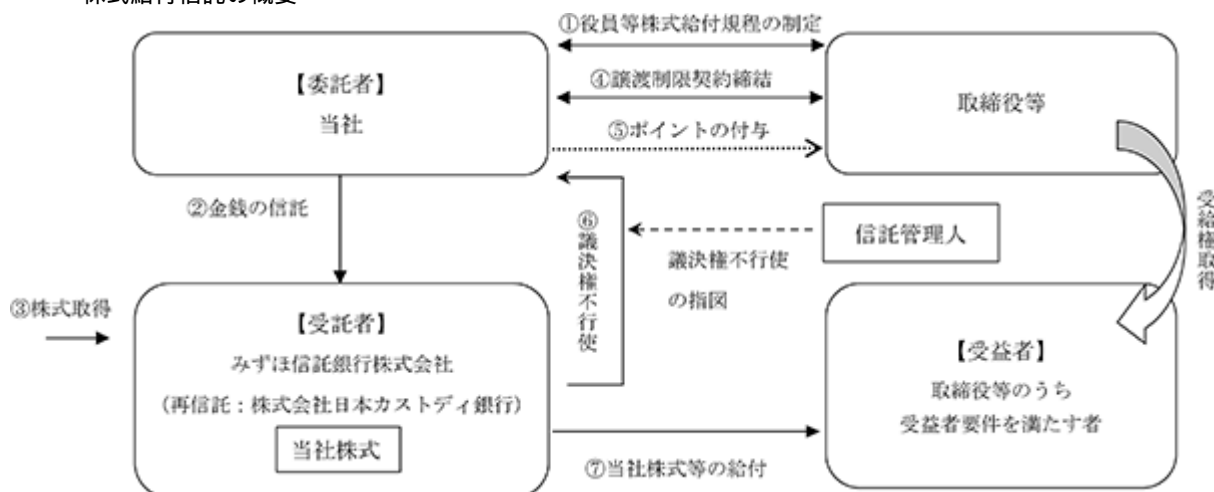 株式給付信託の概要
①役員等株式給付規程の制定
【委託者】
当社
④譲渡制限契約締結
取締役等
⑤ポイントの付与
②金銭の信託
⑥議決権不行使
信託管理人
議決権不行使
の指図
受給権取得
③株式取得
【受託者】
みずほ信託銀行株式会社
(再信託：株式会社日本カストディ銀行)
当社株式
【受益者】
取締役等のうち
受益者要件を満たす者
⑦当社株式等の給付